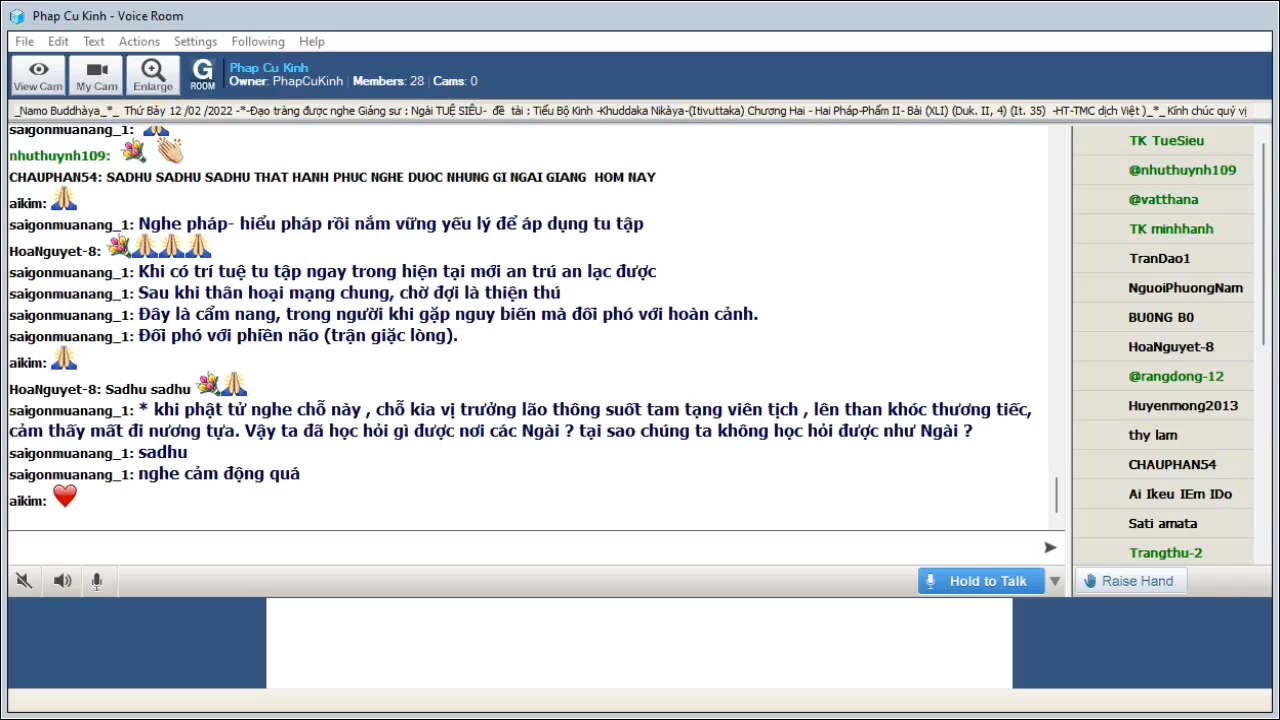 Phap Cu Kinh - Voice Room
File Edit Text Actions Settings Following Help
View Cam My Cam Enlarge G ROOM
Phap Cu Kinh
Owner: PhapCuKinh | Members: 28 | Cams: 0
_Namo Buddhàya_*_ Thứ Bảy 12 /02 /2022 -*-Đạo tràng được nghe Giảng sư : Ngài TUỆ SIÊU- đề tài : Tiểu Bộ Kinh -Khuddaka Nikàya-(Itivuttaka) Chương Hai - Hai Pháp-Phẩm II- Bài (XLI) (Duk. II, 4) (It. 35) -HT-TMC dịch Việt )_*_ Kính chúc quý vị
saigonmuanang_1:
nhuthuynh109:
CHAUPHAN54: SADHU SADHU SADHU THAT HANH PHUC NGHE DUOC NHUNG GI NGAI GIANG HOM NAY
aikim:
saigonmuanang_1: Nghe pháp- hiểu pháp rồi nắm vững yếu lý để áp dụng tu tập
HoaNguyet-8:
saigonmuanang_1: Khi có trí tuệ tu tập ngay trong hiện tại mới an trú an lạc được
saigonmuanang_1: Sau khi thân hoại mạng chung, chờ đợi là thiện thú
saigonmuanang_1: Đây là cẩm nang, trong người khi gặp nguy biến mà đối phó với hoàn cảnh.
saigonmuanang_1: Đối phó với phiền não (trận giặc lòng).
aikim:
HoaNguyet-8: Sadhu sadhu
saigonmuanang_1: * khi phật tử nghe chỗ này , chỗ kia vị trưởng lão thông suốt tam tạng viên tịch , lên than khóc thương tiếc,
cảm thấy mất đi nương tựa. Vậy ta đã học hỏi gì được nơi các Ngài ? tại sao chúng ta không học hỏi được như Ngài ?
saigonmuanang_1: sadhu
saigonmuanang_1: nghe cảm động quá
aikim:
TK TueSieu
@nhuthuynh109
@vatthana
TK minhhanh
TranDao1
NguoiPhuongNam
BU0NG B0
HoaNguyet-8
@rangdong-12
Huyenmong2013
thy lam
CHAUPHAN54
Ai Ikeu IEm IDo
Sati amata
Trangthu-2
Hold to Talk
Raise Hand